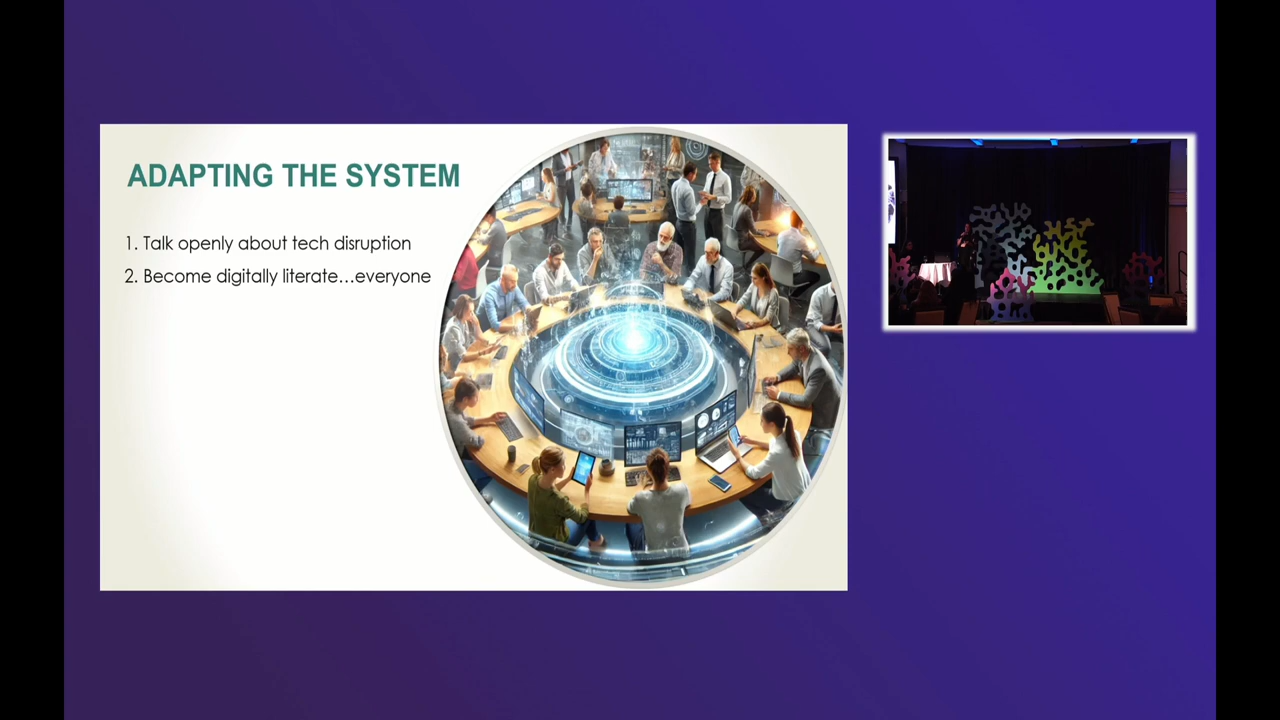 ADAPTING THE SYSTEM
1. Talk openly about tech disruption
2. Become digitally literate...everyone